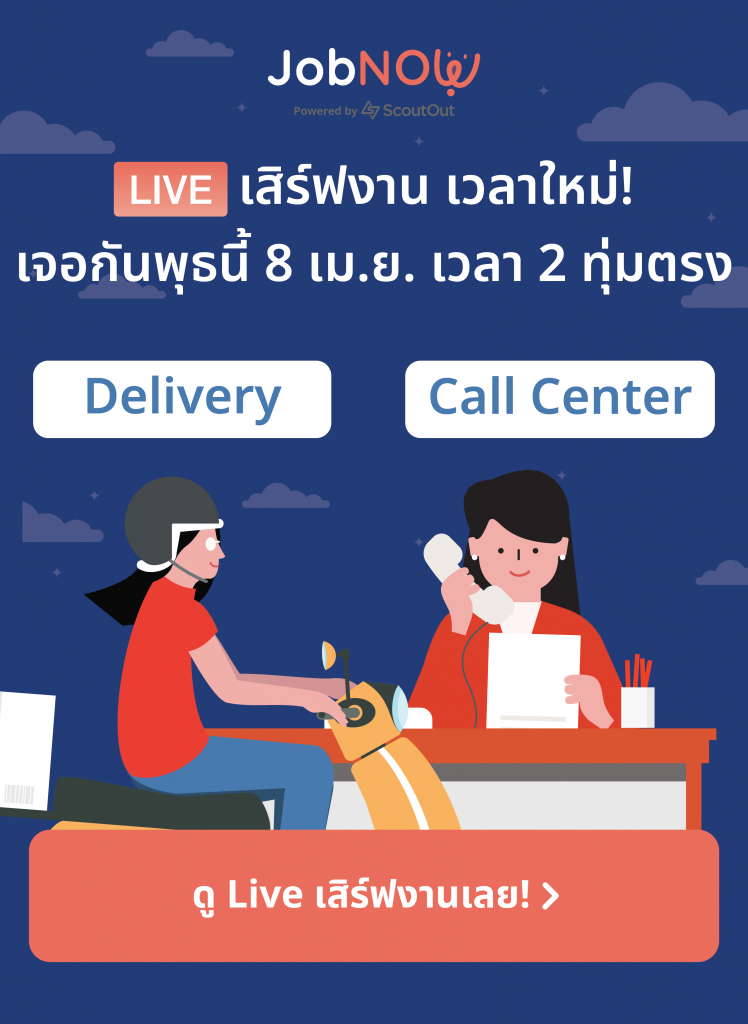 JobNOW
Powered by ScoutOut
LIVE เสิร์ฟงาน เวลาใหม่!
เจอกันพุธนี้ 8 เม.ย. เวลา 2 ทุ่มตรง
Delivery
Call Center
ดู Live เสิร์ฟงานเลย!